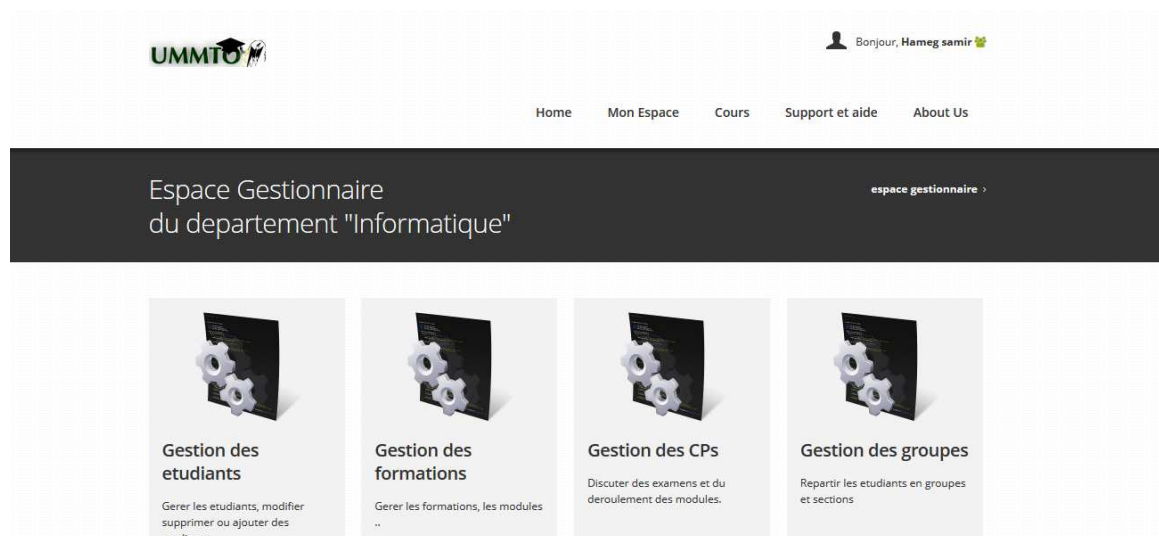 UMMTO
Bonjour, Hameg samir
Home Mon Espace Cours Support et aide About Us
Espace Gestionnaire
du departement "Informatique"
espace gestionnaire ›
Gestion des
etudiants
Gerer les etudiants, modifier
supprimer ou ajouter des
Gestion des
formations
Gerer les formations, les modules
..
Gestion des CPs
Discuter des examens et du
deroulement des modules.
Gestion des groupes
Repartir les etudiants en groupes
et sections